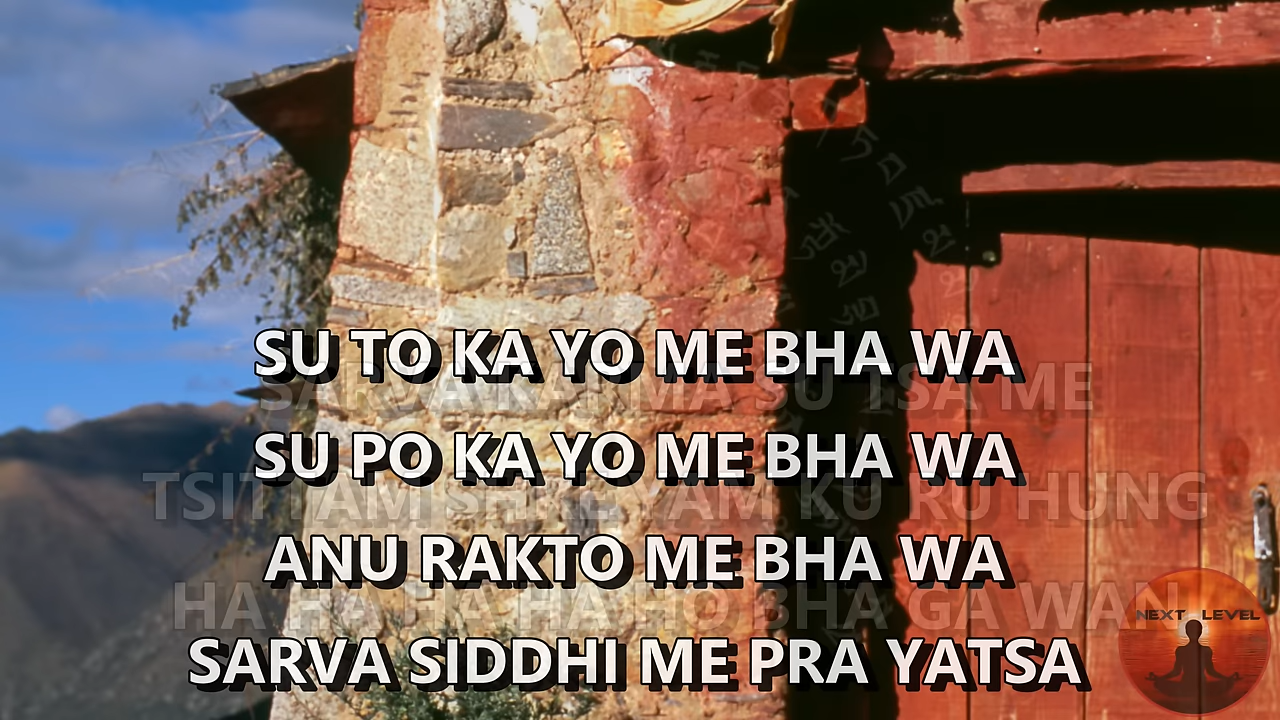 SU TO KA YO ME BHA WA
SARVA KARMA SU TSA ME
SU PO KA YO ME BHA WA
TSITTAM SHRE YAM KU RU HUNG
ANU RAKTO ME BHA WA
HA HA HA HA HO BHA GA WAN
SARVA SIDDHI ME PRA YATSA
NEXT LEVEL